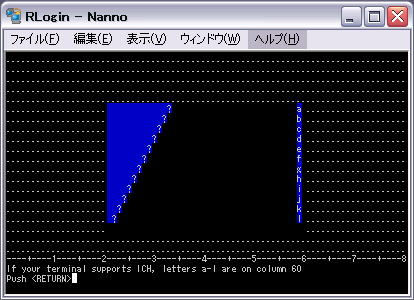 RLogin - Nanno
ファイル(F) 編集(E) 表示(V) ウィンドウ(W) ヘルプ(H)
? a
? b
? c
? d
? e
? f
? g
? h
? i
? j
? k
? l
----+----1----+----2----+----3----+----4----+----5----+----6----+----7----+----8
If your terminal supports ICH, letters a-l are on column 60
Push <RETURN>